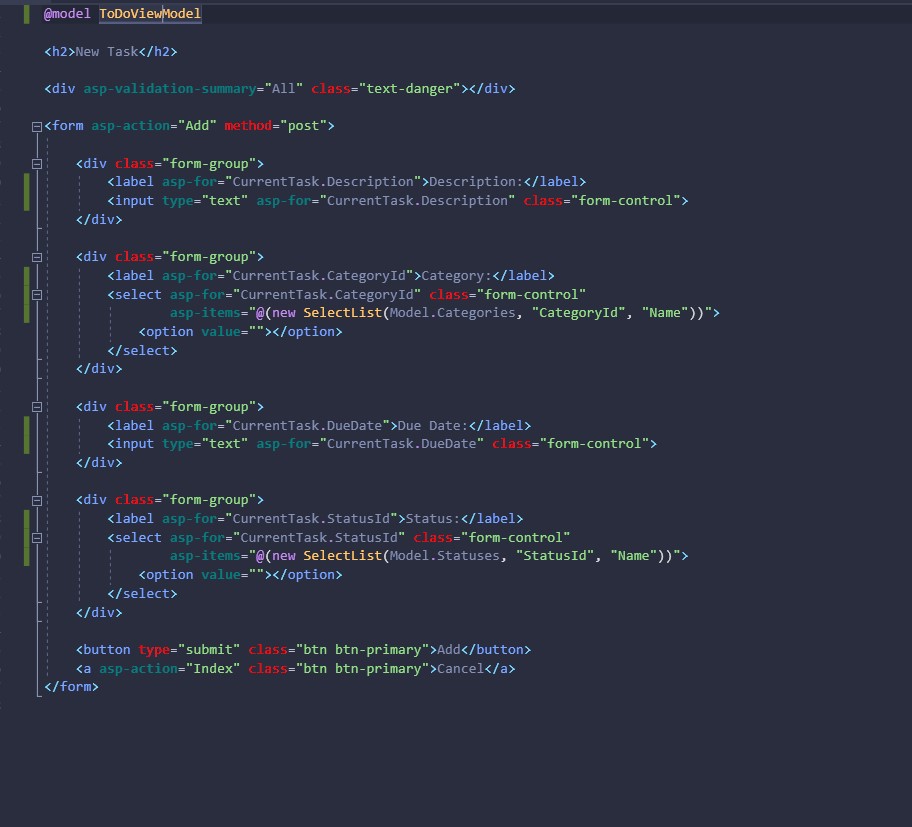 @model ToDoViewModel
<h2>New Task</h2>
<div asp-validation-summary="All" class="text-danger"></div>
<form asp-action="Add" method="post">
<div class="form-group">
<label asp-for="CurrentTask.Description">Description:</label>
<input type="text" asp-for="CurrentTask.Description" class="form-control">
</div>
<div class="form-group">
<label asp-for="CurrentTask.CategoryId">Category:</label>
<select asp-for="CurrentTask.CategoryId" class="form-control"
asp-items="@(new SelectList(Model.Categories, "CategoryId", "Name"))">
<option value=""></option>
</select>
</div>
<div class="form-group">
<label asp-for="CurrentTask.DueDate">Due Date:</label>
<input type="text" asp-for="CurrentTask.DueDate" class="form-control">
</div>
<div class="form-group">
<label asp-for="CurrentTask.StatusId">Status:</label>
<select asp-for="CurrentTask.StatusId" class="form-control"
asp-items="@(new SelectList(Model.Statuses, "StatusId", "Name"))">
<option value=""></option>
</select>
</div>
<button type="submit" class="btn btn-primary">Add</button>
<a asp-action="Index" class="btn btn-primary">Cancel</a>
</form>